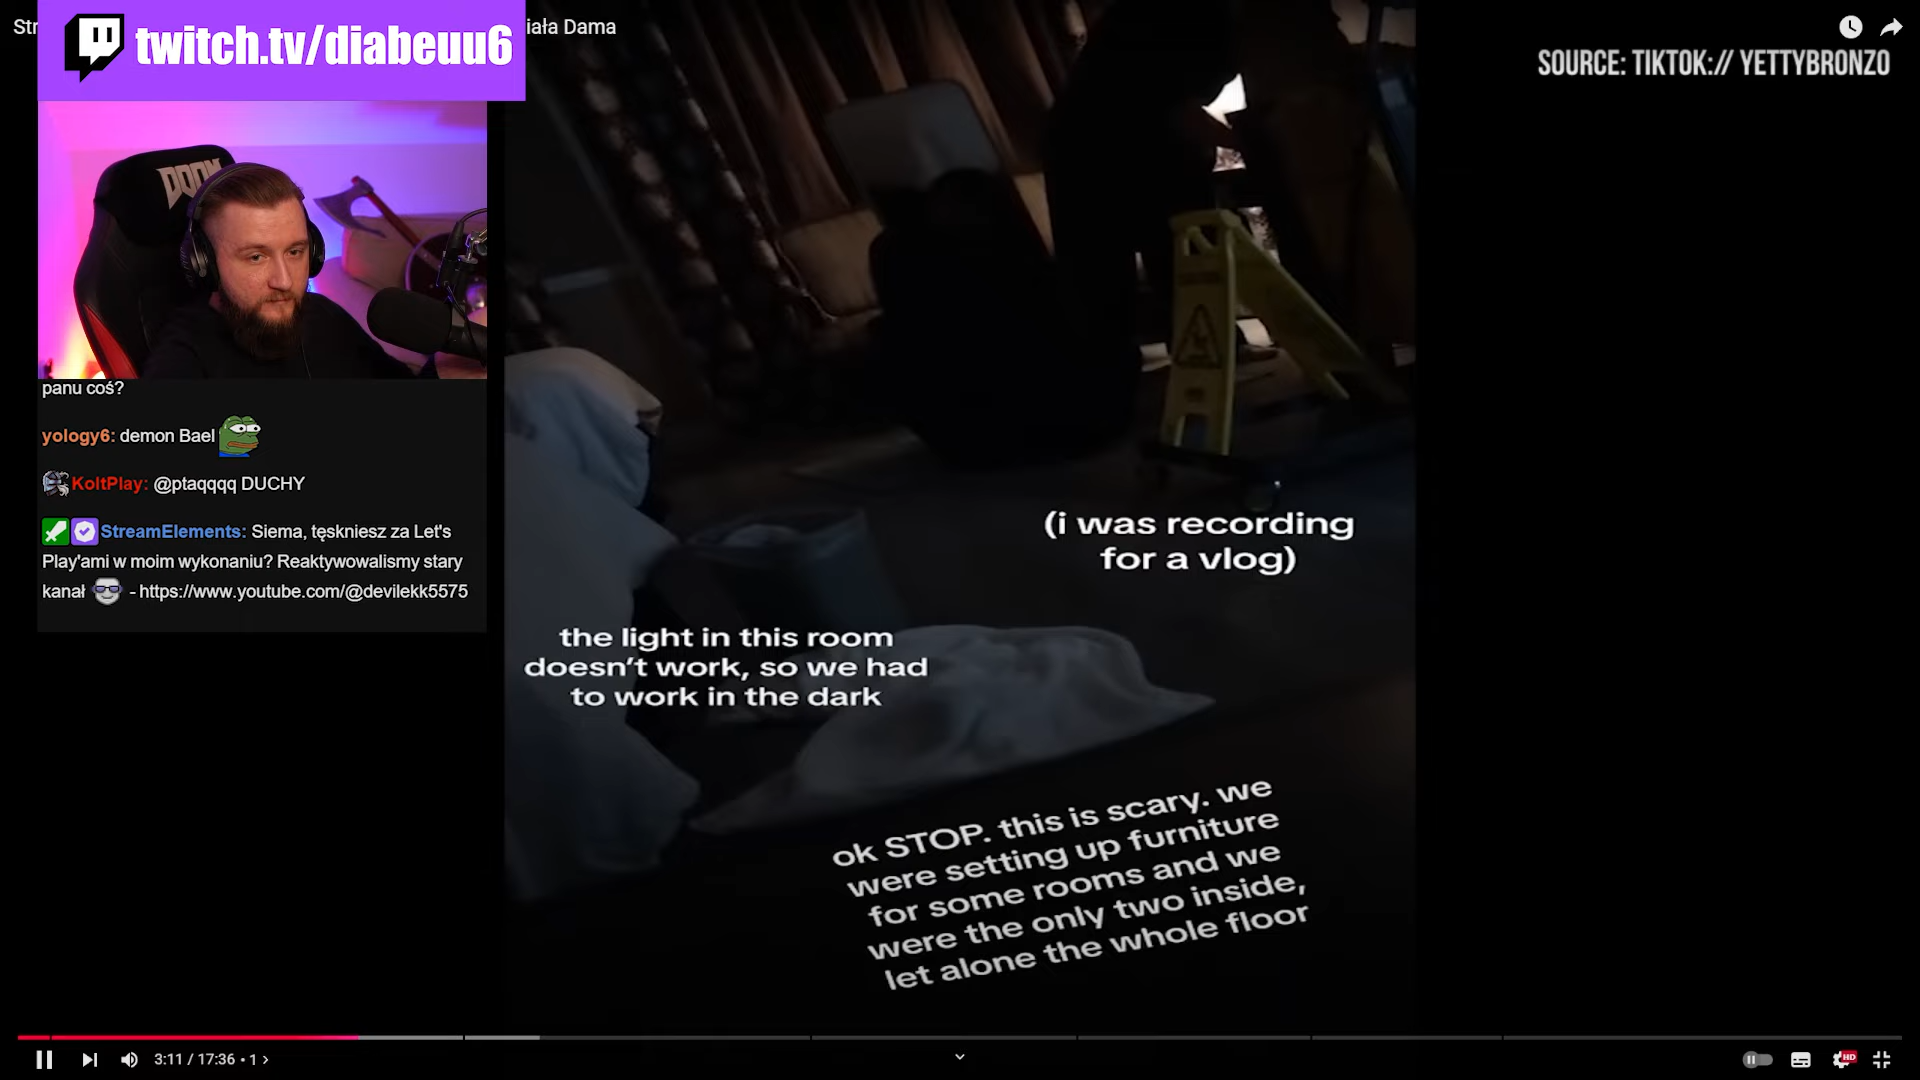 Str
iała Dama
twitch.tv/diabeuu6
SOURCE: TIKTOK:// YETTYBRONZO
DOOM
panu coś?
yology6: demon Bael
KoltPlay: @ptaqqqq DUCHY
StreamElements: Siema, tęskniesz za Let's
Play'ami w moim wykonaniu? Reaktywowalismy stary
kanał - https://www.youtube.com/@devilekk5575
(i was recording
for a vlog)
the light in this room
doesn't work, so we had
to work in the dark
ok STOP. this is scary. we
were setting up furniture
for some rooms and we
were the only two inside,
let alone the whole floor
3:11 / 17:36 • 1 >
HD